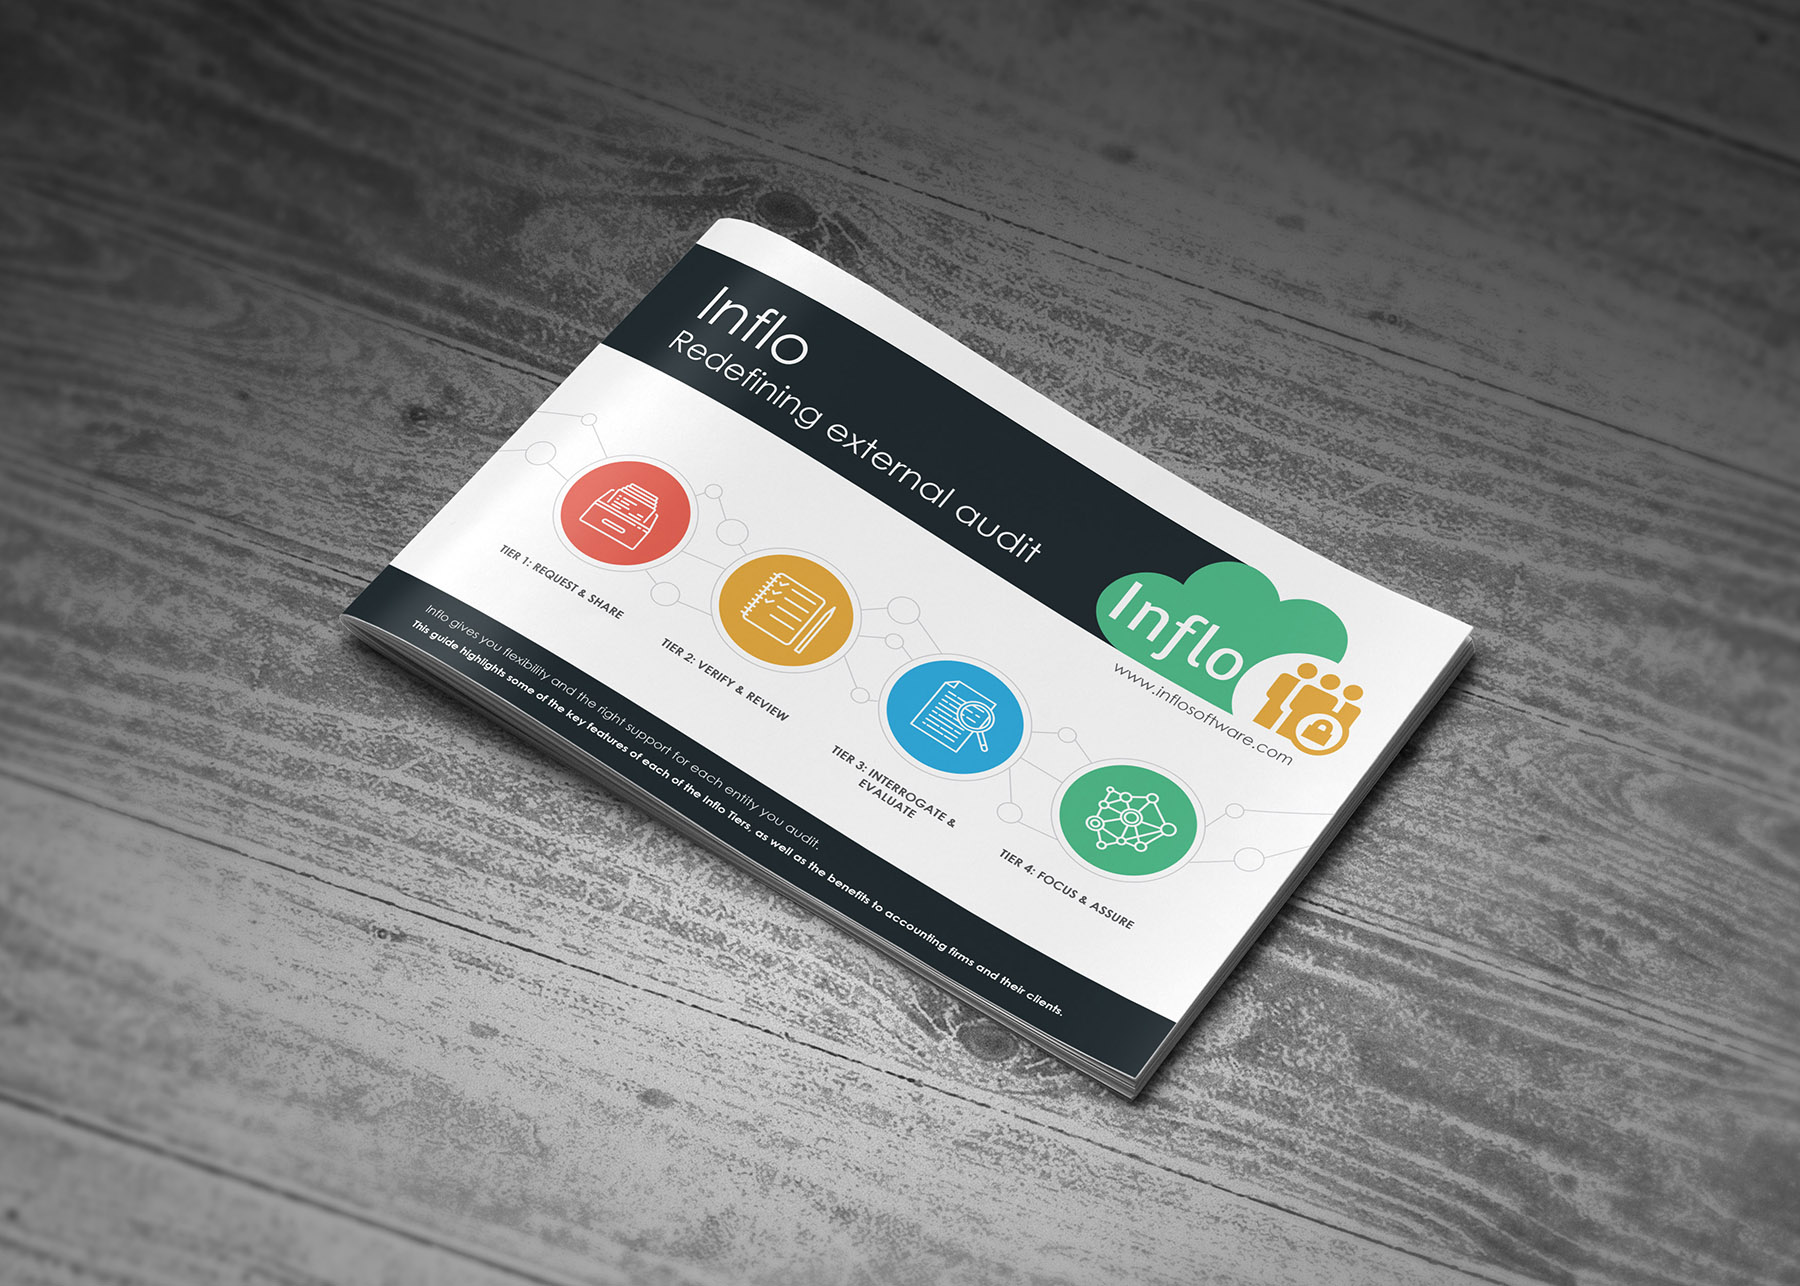 Inflo
Redefining external audit
TIER 1: REQUEST & SHARE
TIER 2: VERIFY & REVIEW
TIER 3: INTERROGATE &
EVALUATE
TIER 4: FOCUS & ASSURE
Inflo
www.inflosoftware.com
Inflo gives you flexibility and the right support for each entity you audit.
This guide highlights some of the key features of each of the Inflo Tiers, as well as the benefits to accounting firms and their clients.